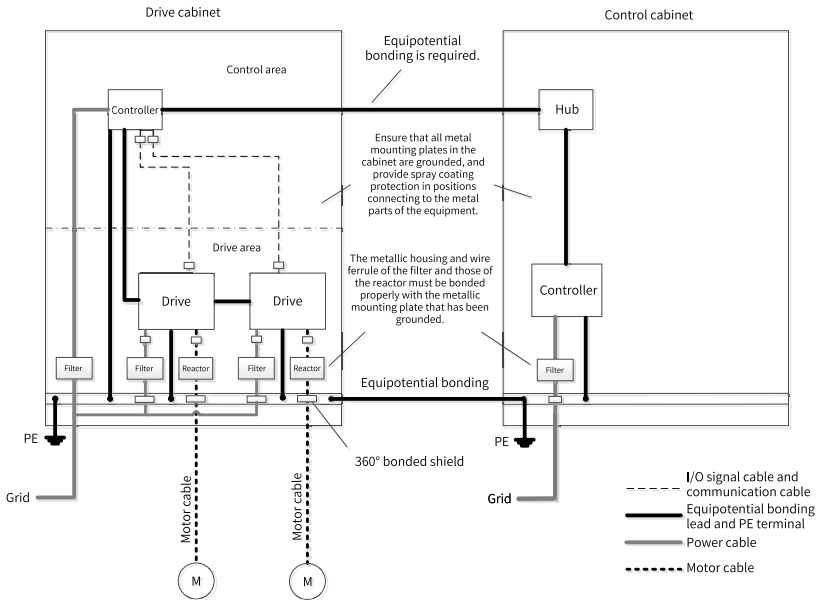 Drive cabinet
Control cabinet
Equipotential
bonding is required.
Control area
Controller
Hub
Ensure that all metal
mounting plates in the
cabinet are grounded, and
provide spray coating
protection in positions
connecting to the metal
parts of the equipment.
Drive area
The metallic housing and wire
ferrule of the filter and those of
the reactor must be bonded
properly with the metallic
mounting plate that has been
grounded.
Drive
Drive
Controller
Filter
Filter
Reactor
Filter
Reactor
Filter
Equipotential bonding
PE
PE
360° bonded shield
Grid
Grid
Motor cable
Motor cable
I/O signal cable and
communication cable
Equipotential bonding
lead and PE terminal
Power cable
Motor cable
M
M